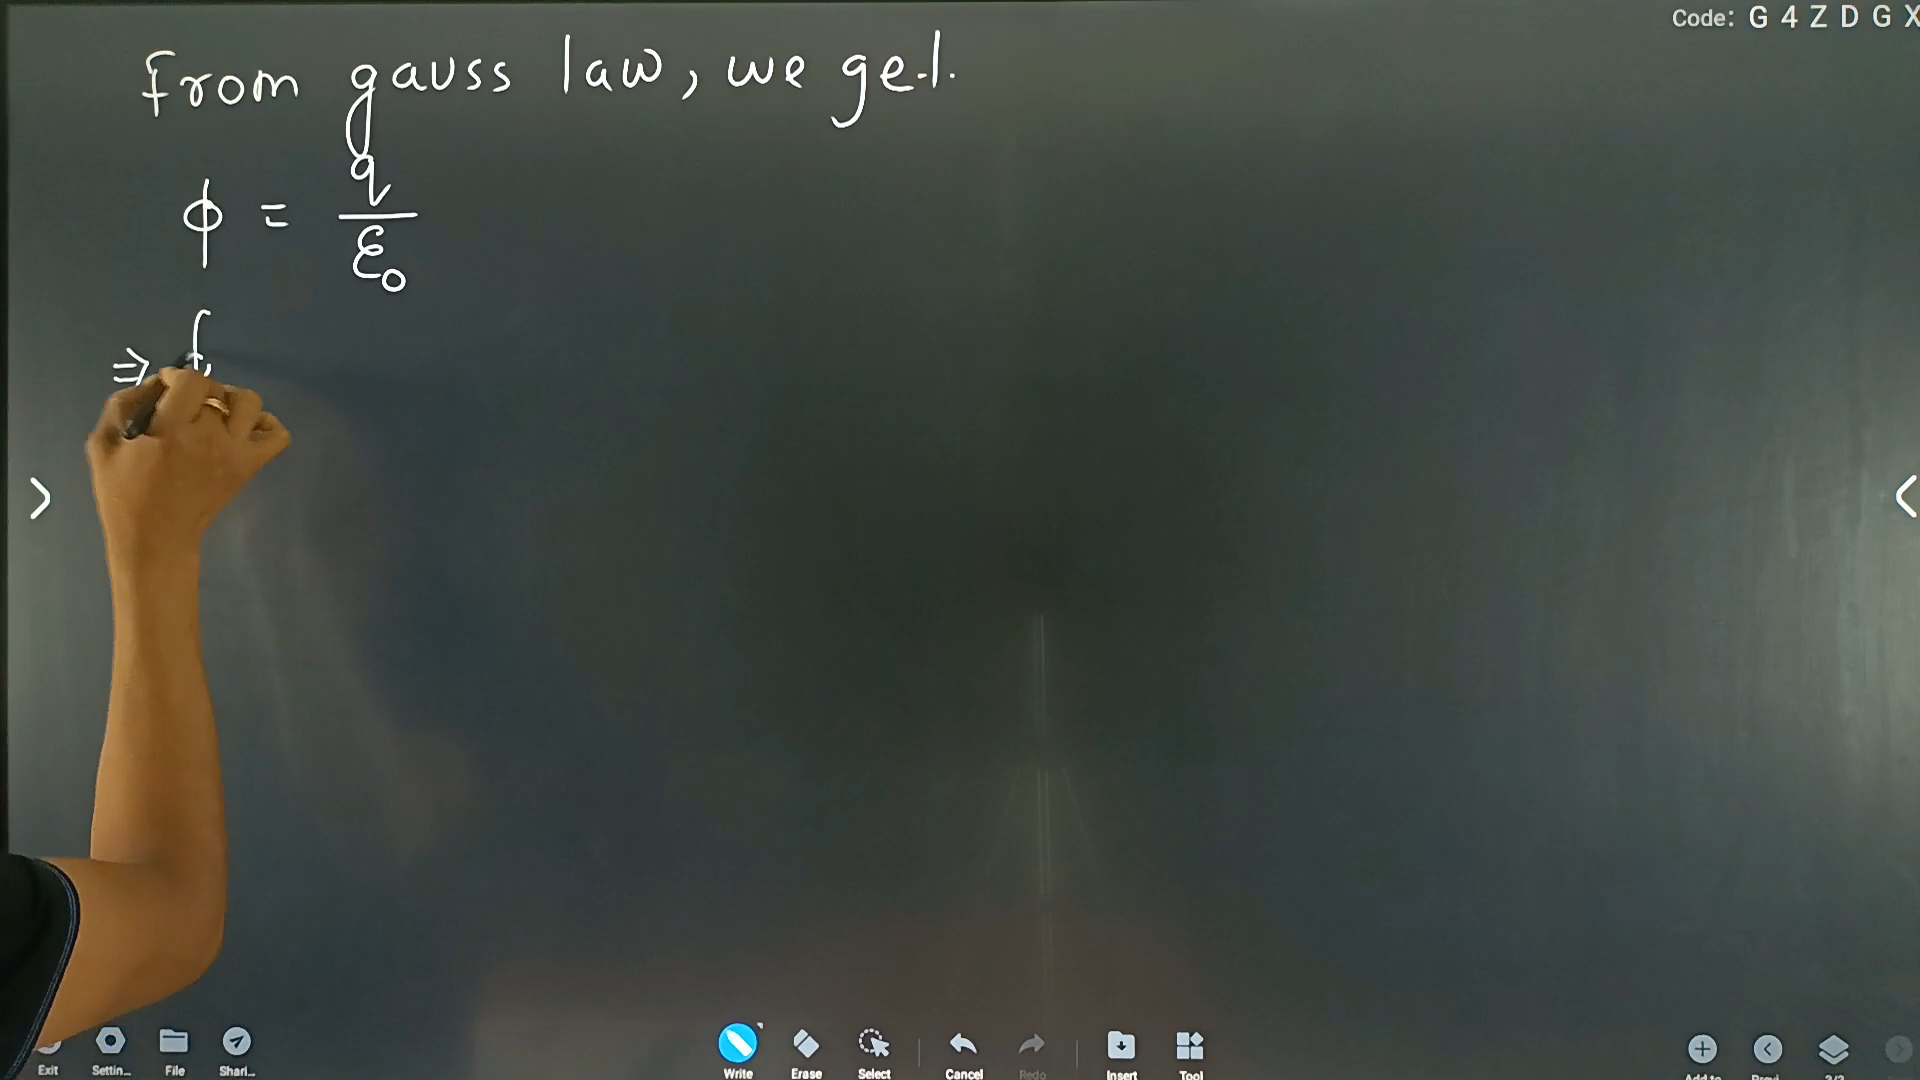 Code: G 4 Z D G X
from gauss law, we get.
ϕ = q/ε₀
⇒ ∫
Exit Settin... File Shari... Write Erase Select Cancel Redo Insert Tool